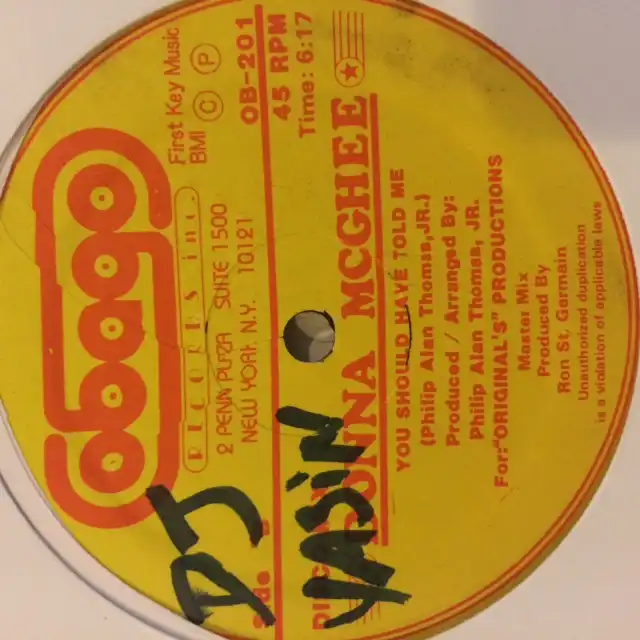 obago
RECORDS inc.
2 PENN PLAZA SUITE 1500
NEW YORK N.Y. 10121
First Key Music
BMI C P
Side
OB-201
45 RPM
Time: 6:17
DJ
YASIN
DONNA MCGHEE
YOU SHOULD HAVE TOLD ME
(Philip Alan Thomas,JR.)
Produced / Arranged By:
Philip Alan Thomas, JR.
For:"ORIGINAL'S" PRODUCTIONS
Master Mix
Produced By
Ron St. Germain
Unauthorized duplication
is a violation of applicable laws